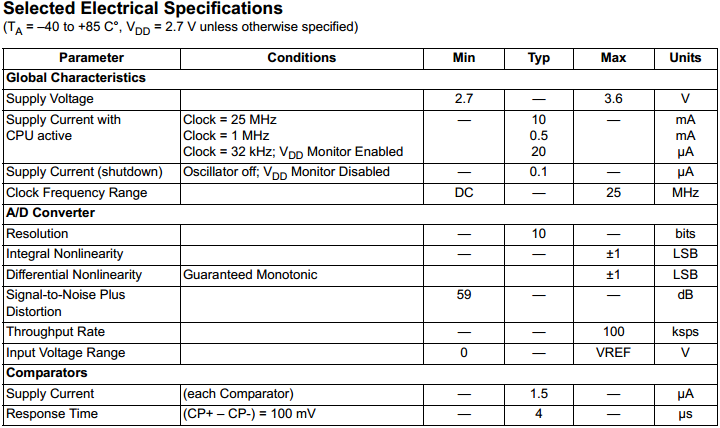 Selected Electrical Specifications
(TA = –40 to +85 C°, VDD = 2.7 V unless otherwise specified)
Parameter Conditions Min Typ Max Units
Global Characteristics
Supply Voltage 2.7 — 3.6 V
Supply Current with Clock = 25 MHz — 10 — mA
CPU active Clock = 1 MHz 0.5 mA
Clock = 32 kHz; VDD Monitor Enabled 20 µA
Supply Current (shutdown) Oscillator off; VDD Monitor Disabled — 0.1 — µA
Clock Frequency Range DC — 25 MHz
A/D Converter
Resolution — 10 — bits
Integral Nonlinearity — — ±1 LSB
Differential Nonlinearity Guaranteed Monotonic ±1 LSB
Signal-to-Noise Plus 59 — — dB
Distortion
Throughput Rate — — 100 ksps
Input Voltage Range 0 — VREF V
Comparators
Supply Current (each Comparator) — 1.5 — µA
Response Time (CP+ – CP-) = 100 mV — 4 — µs